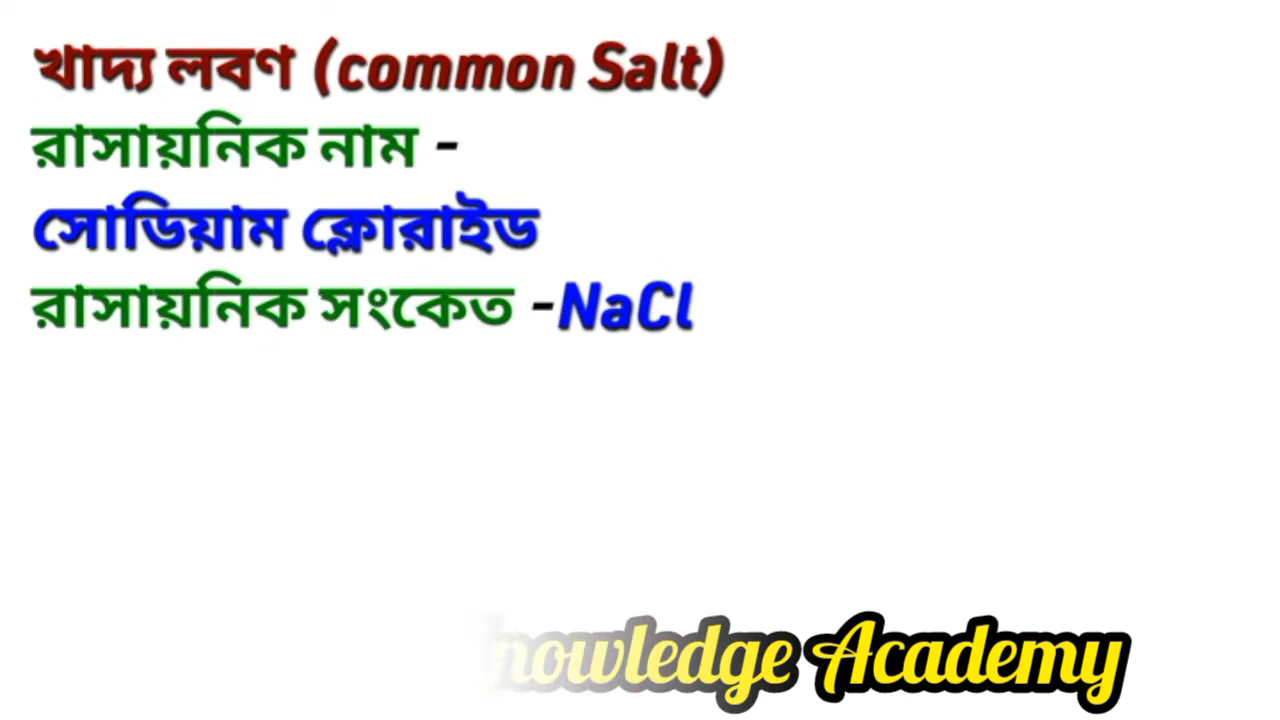 খাদ্য লবণ (common Salt)
রাসায়নিক নাম -
সোডিয়াম ক্লোরাইড
রাসায়নিক সংকেত -NaCl
Academy